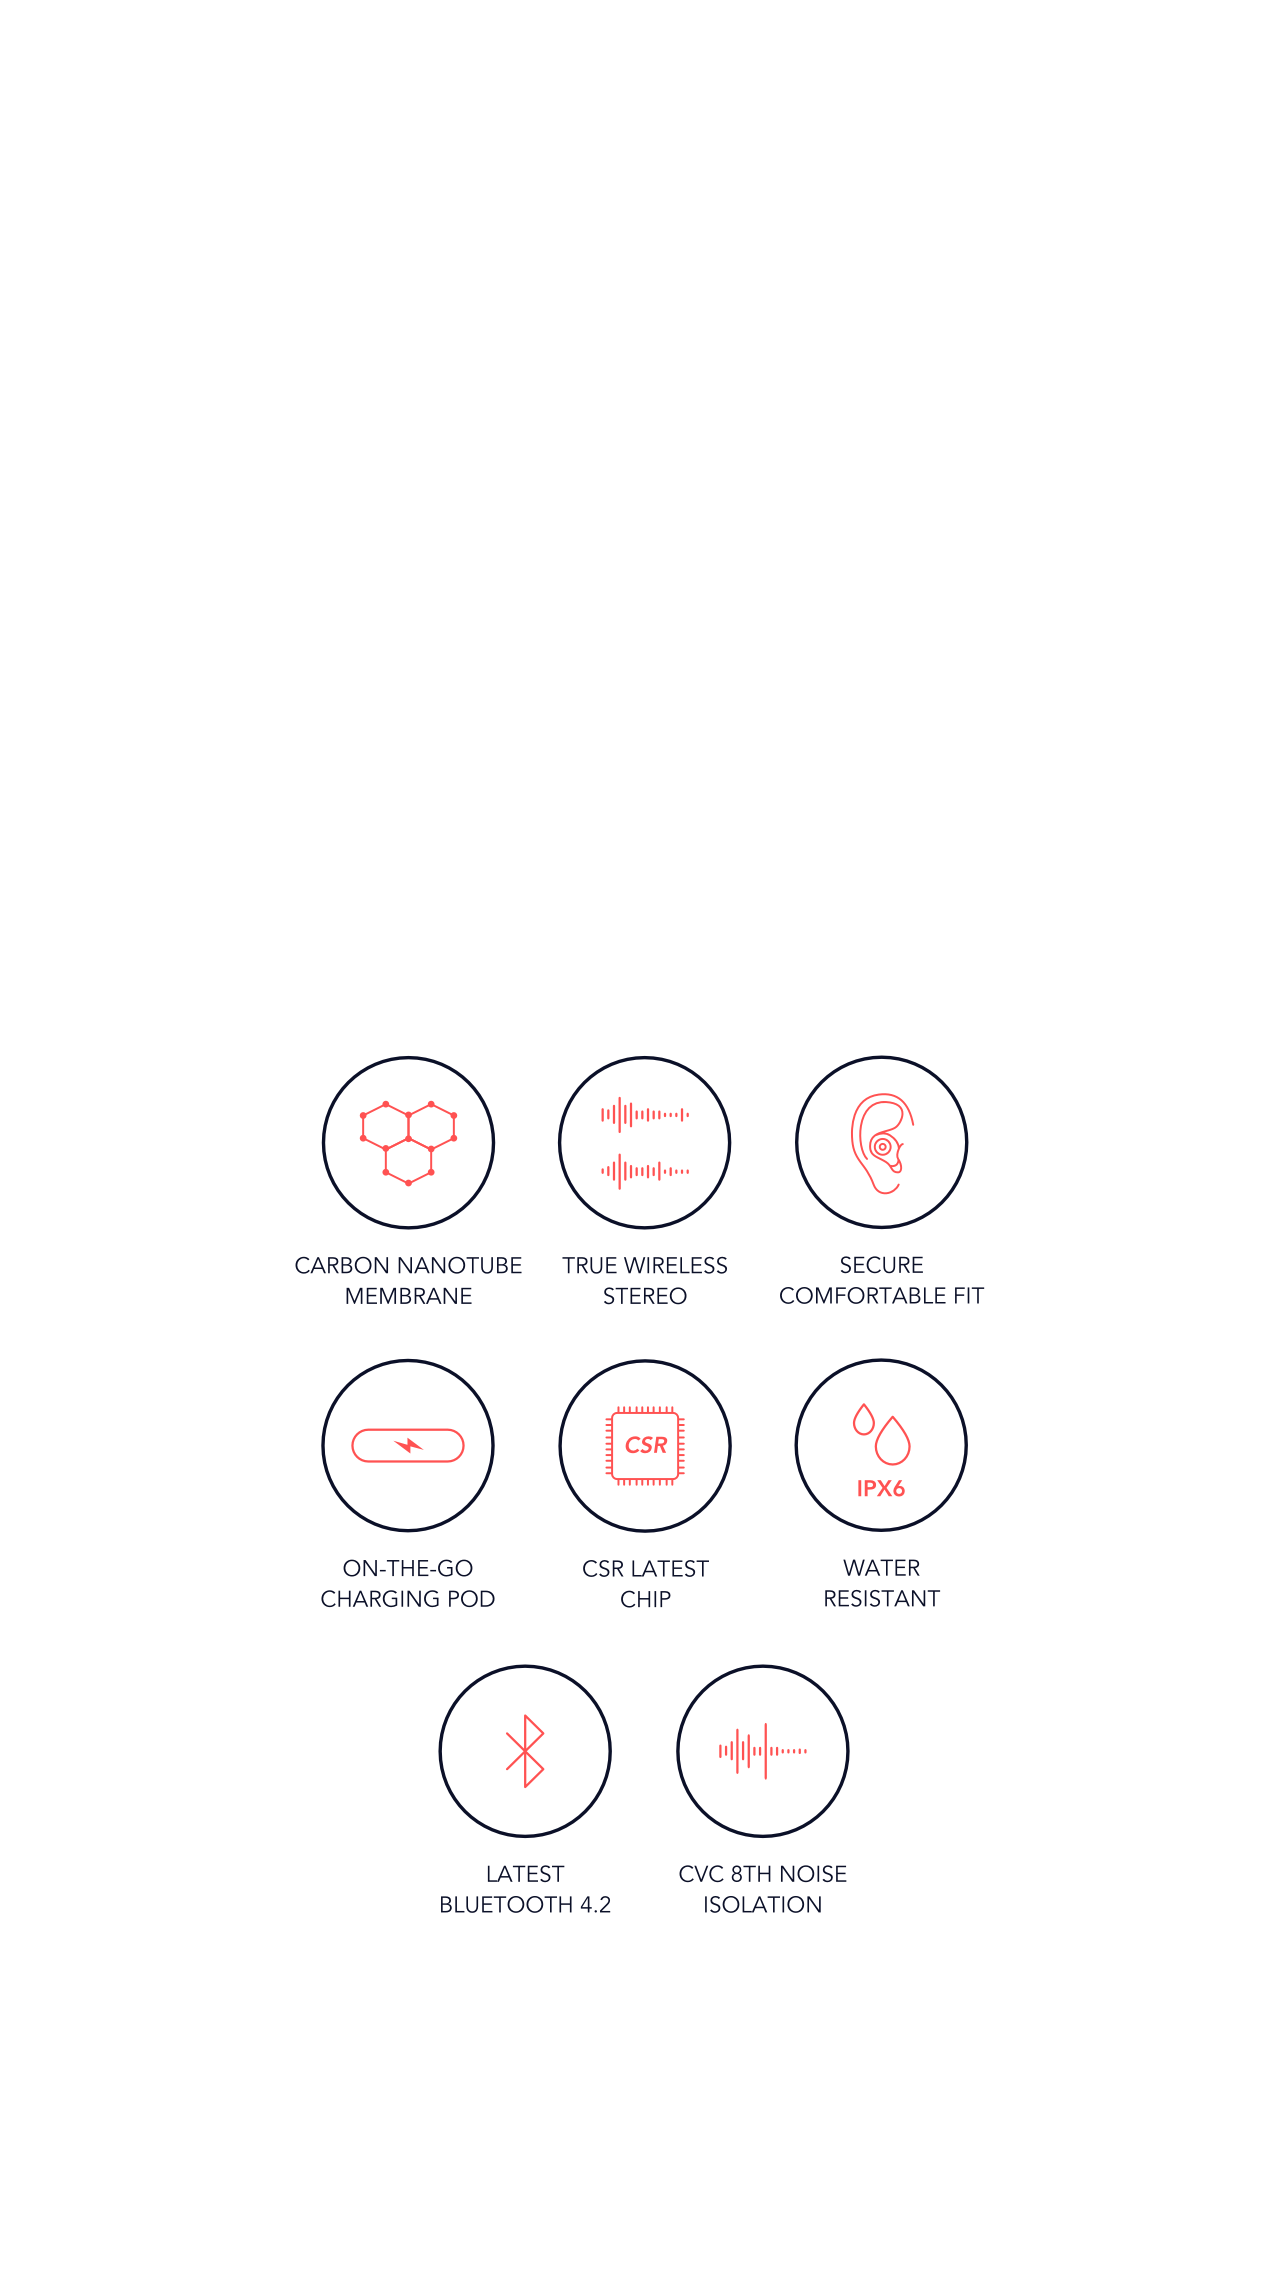 CARBON NANOTUBE
MEMBRANE
TRUE WIRELESS
STEREO
SECURE
COMFORTABLE FIT
CSR
IPX6
ON-THE-GO
CHARGING POD
CSR LATEST
CHIP
WATER
RESISTANT
LATEST
BLUETOOTH 4.2
CVC 8TH NOISE
ISOLATION